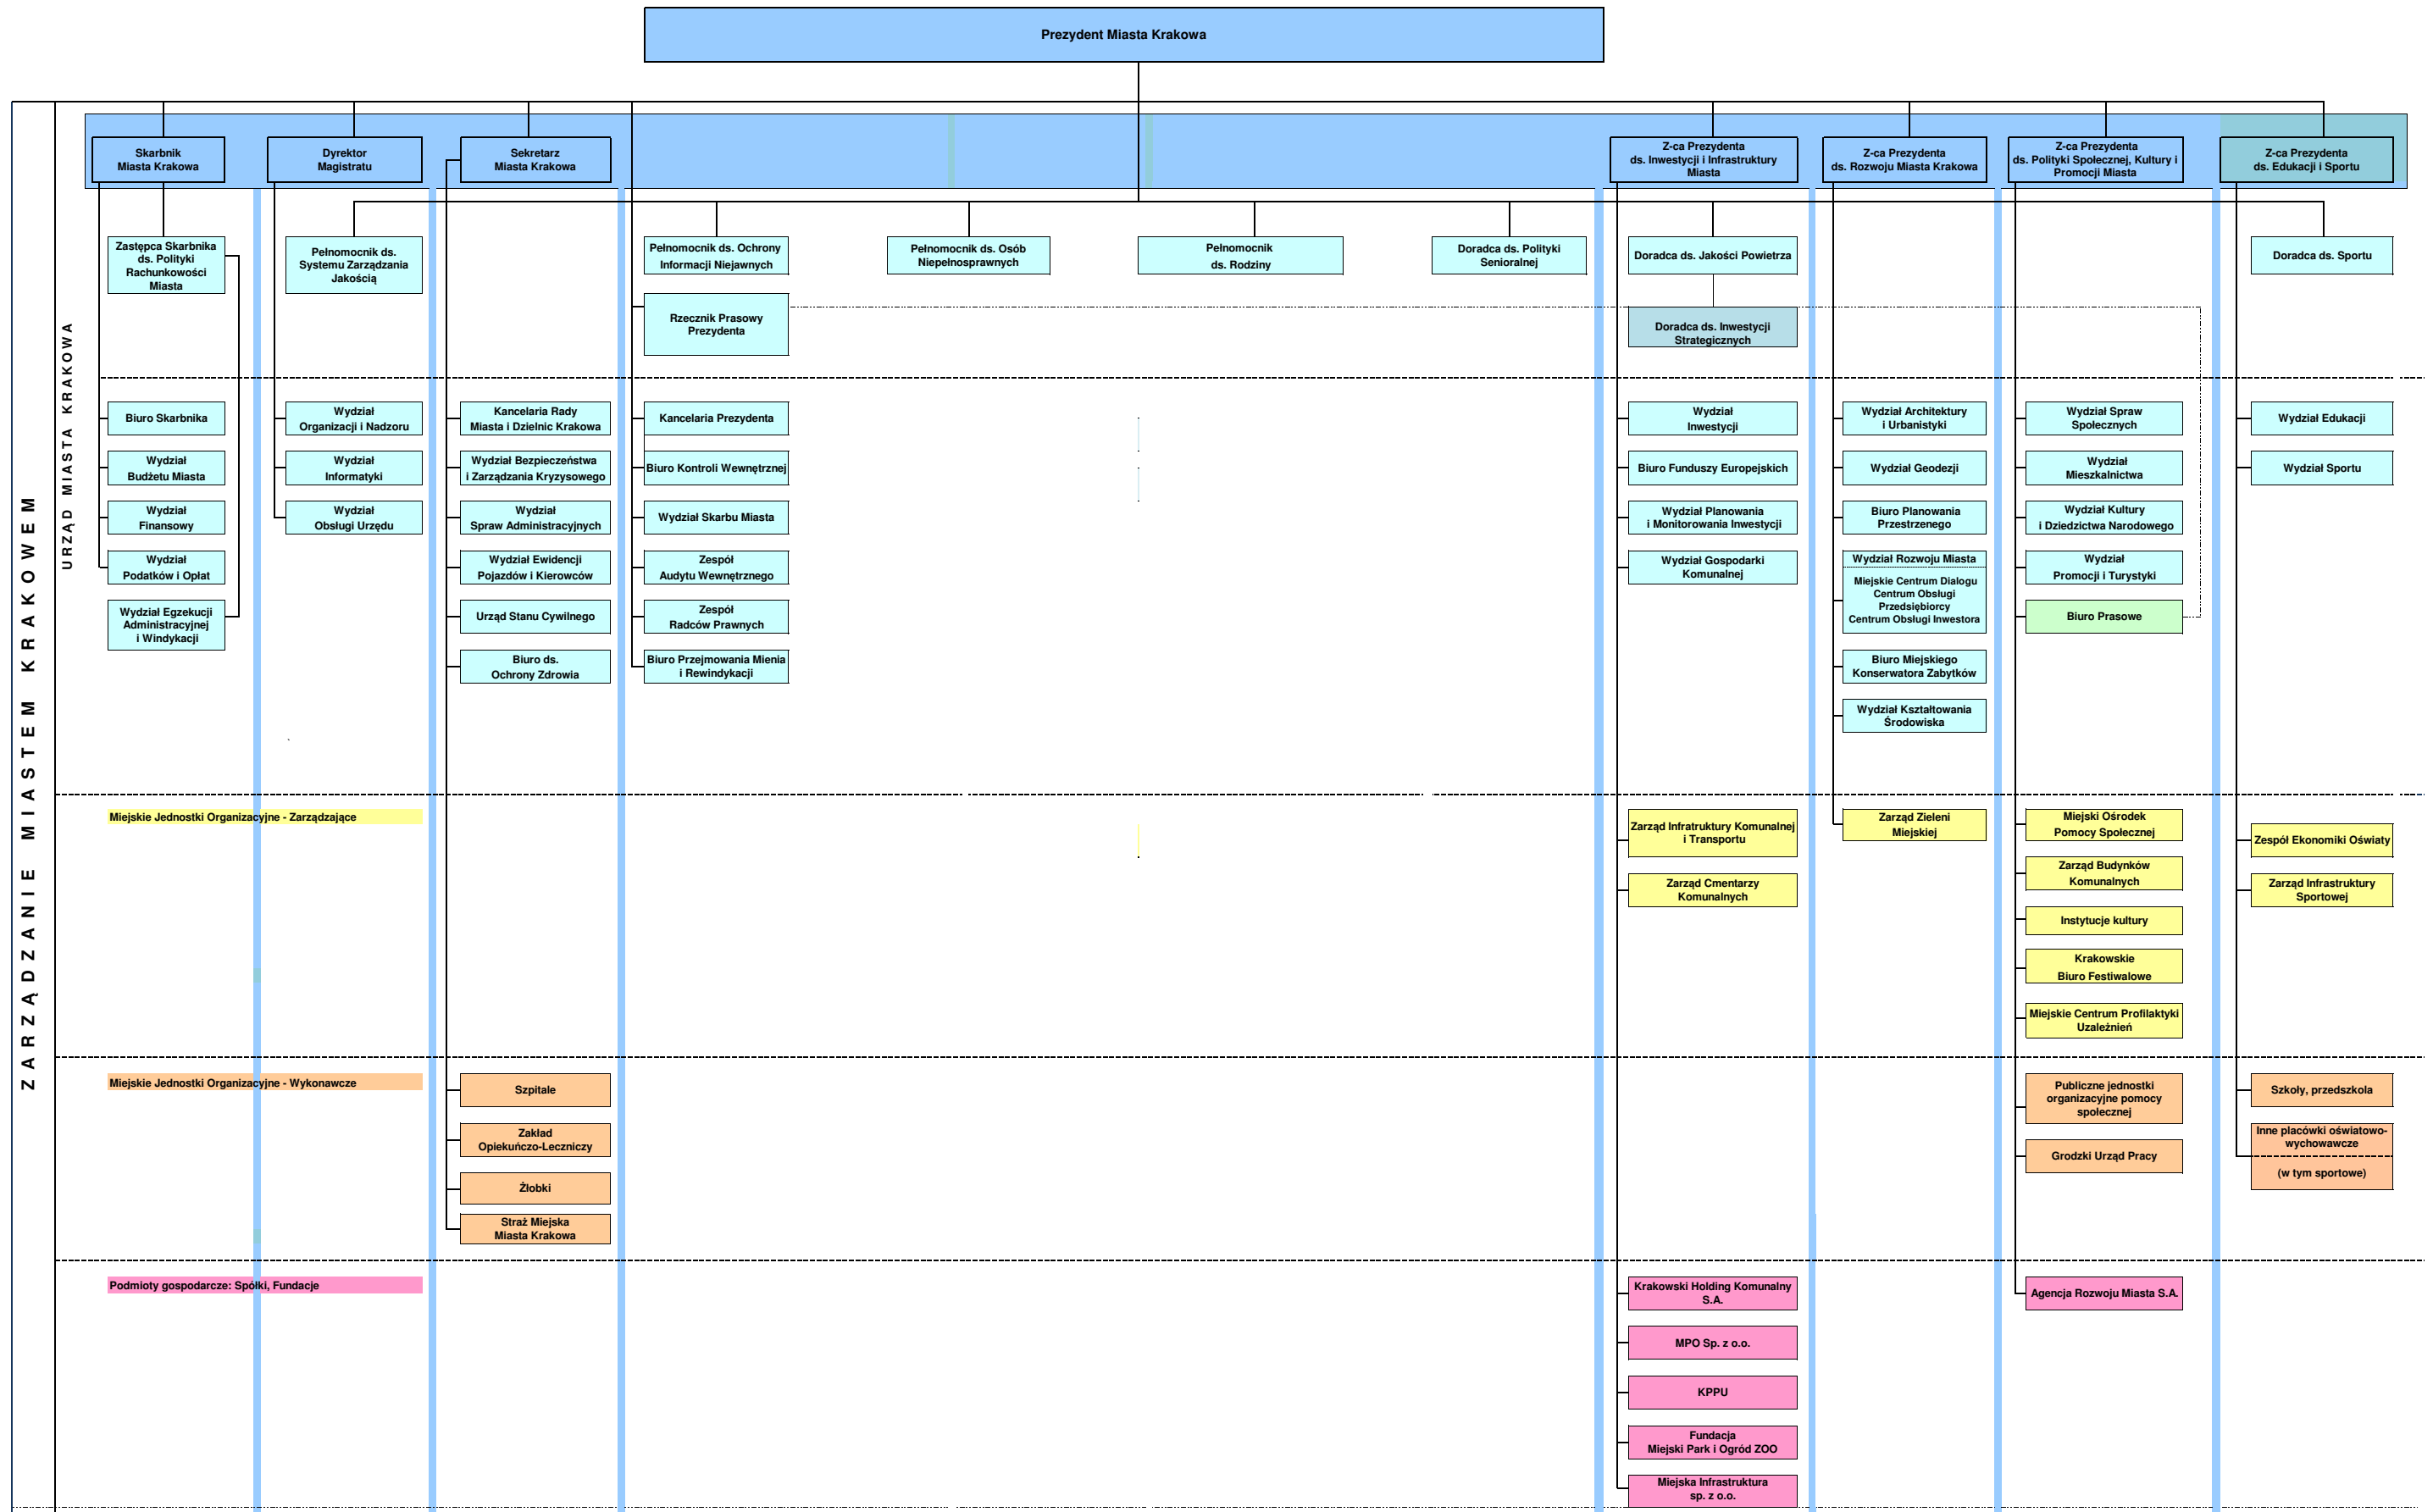 Prezydent Miasta Krakowa
Skarbnik
Miasta Krakowa
Dyrektor
Magistratu
Sekretarz
Miasta Krakowa
Z-ca Prezydenta
ds. Inwestycji i Infrastruktury
Miasta
Z-ca Prezydenta
ds. Rozwoju Miasta Krakowa
Z-ca Prezydenta
ds. Polityki Społecznej, Kultury i
Promocji Miasta
Z-ca Prezydenta
ds. Edukacji i Sportu
ZARZĄDZANIE MIASTEM KRAKOWEM
URZĄD MIASTA KRAKOWA
Zastępca Skarbnika
ds. Polityki
Rachunkowości
Miasta
Pełnomocnik ds.
Systemu Zarządzania
Jakością
Pełnomocnik ds. Ochrony
Informacji Niejawnych
Pełnomocnik ds. Osób
Niepełnosprawnych
Pełnomocnik
ds. Rodziny
Doradca ds. Polityki
Senioralnej
Doradca ds. Jakości Powietrza
Doradca ds. Sportu
Rzecznik Prasowy
Prezydenta
Doradca ds. Inwestycji
Strategicznych
Biuro Skarbnika
Wydział
Budżetu Miasta
Wydział
Finansowy
Wydział
Podatków i Opłat
Wydział Egzekucji
Administracyjnej
i Windykacji
Wydział
Organizacji i Nadzoru
Wydział
Informatyki
Wydział
Obsługi Urzędu
Kancelaria Rady
Miasta i Dzielnic Krakowa
Wydział Bezpieczeństwa
i Zarządzania Kryzysowego
Wydział
Spraw Administracyjnych
Wydział Ewidencji
Pojazdów i Kierowców
Urząd Stanu Cywilnego
Biuro ds.
Ochrony Zdrowia
Kancelaria Prezydenta
Biuro Kontroli Wewnętrznej
Wydział Skarbu Miasta
Zespół
Audytu Wewnętrznego
Zespół
Radców Prawnych
Biuro Przejmowania Mienia
i Rewindykacji
Wydział
Inwestycji
Biuro Funduszy Europejskich
Wydział Planowania
i Monitorowania Inwestycji
Wydział Gospodarki
Komunalnej
Wydział Architektury
i Urbanistyki
Wydział Geodezji
Biuro Planowania
Przestrzenego
Wydział Rozwoju Miasta
Miejskie Centrum Dialogu
Centrum Obsługi
Przedsiębiorcy
Centrum Obsługi Inwestora
Biuro Miejskiego
Konserwatora Zabytków
Wydział Kształtowania
Środowiska
Wydział Spraw
Społecznych
Wydział
Mieszkalnictwa
Wydział Kultury
i Dziedzictwa Narodowego
Wydział
Promocji i Turystyki
Biuro Prasowe
Wydział Edukacji
Wydział Sportu
Miejskie Jednostki Organizacyjne - Zarządzające
Zarząd Infratruktury Komunalnej
i Transportu
Zarząd Cmentarzy
Komunalnych
Zarząd Zieleni
Miejskiej
Miejski Ośrodek
Pomocy Społecznej
Zarząd Budynków
Komunalnych
Instytucje kultury
Krakowskie
Biuro Festiwalowe
Miejskie Centrum Profilaktyki
Uzależnień
Zespół Ekonomiki Oświaty
Zarząd Infrastruktury
Sportowej
Miejskie Jednostki Organizacyjne - Wykonawcze
Szpitale
Zakład
Opiekuńczo-Leczniczy
Żłobki
Straż Miejska
Miasta Krakowa
Publiczne jednostki
organizacyjne pomocy
społecznej
Grodzki Urząd Pracy
Szkoły, przedszkola
Inne placówki oświatowo-
wychowawcze
(w tym sportowe)
Podmioty gospodarcze: Spółki, Fundacje
Krakowski Holding Komunalny
S.A.
MPO Sp. z o.o.
KPPU
Fundacja
Miejski Park i Ogród ZOO
Miejska Infrastruktura
sp. z o.o.
Agencja Rozwoju Miasta S.A.